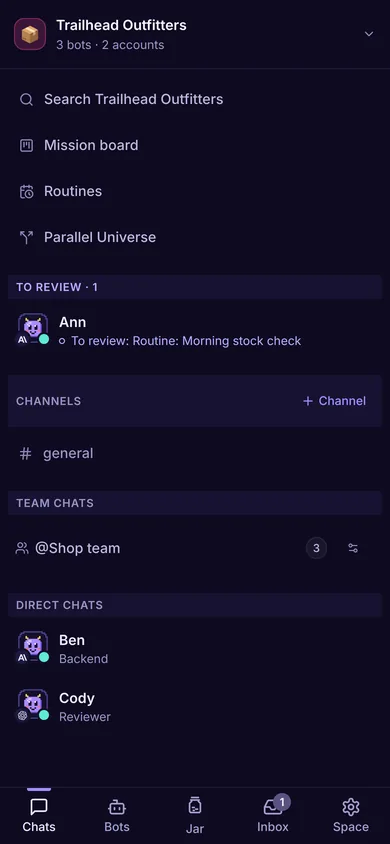 Trailhead Outfitters
3 bots · 2 accounts
Search Trailhead Outfitters
Mission board
Routines
Parallel Universe
TO REVIEW · 1
Ann
To review: Routine: Morning stock check
CHANNELS
+ Channel
# general
TEAM CHATS
@Shop team
3
DIRECT CHATS
Ben
Backend
Cody
Reviewer
1
Chats
Bots
Jar
Inbox
Space